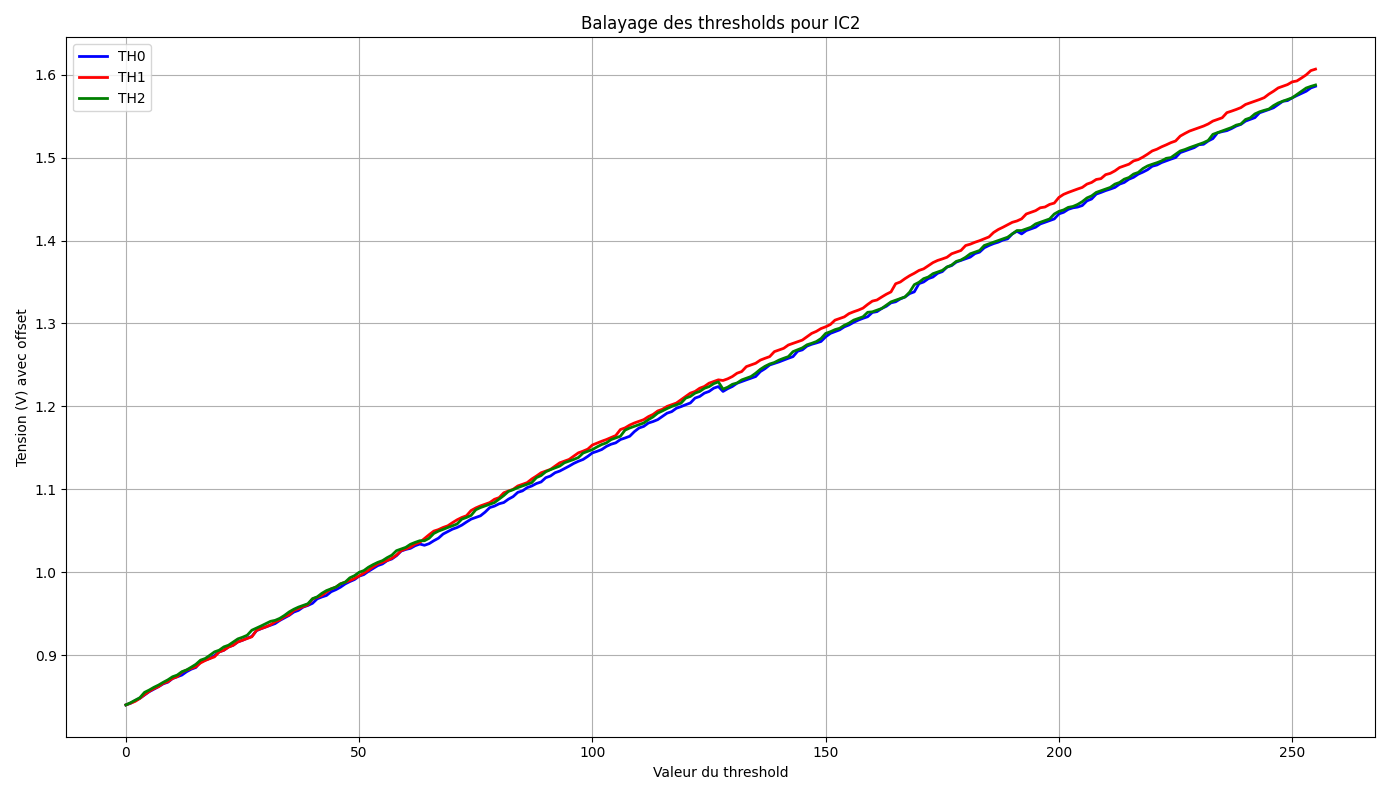 Balayage des thresholds pour IC2
TH0
TH1
TH2
Tension (V) avec offset
1.6
1.5
1.4
1.3
1.2
1.1
1.0
0.9
0 50 100 150 200 250
Valeur du threshold